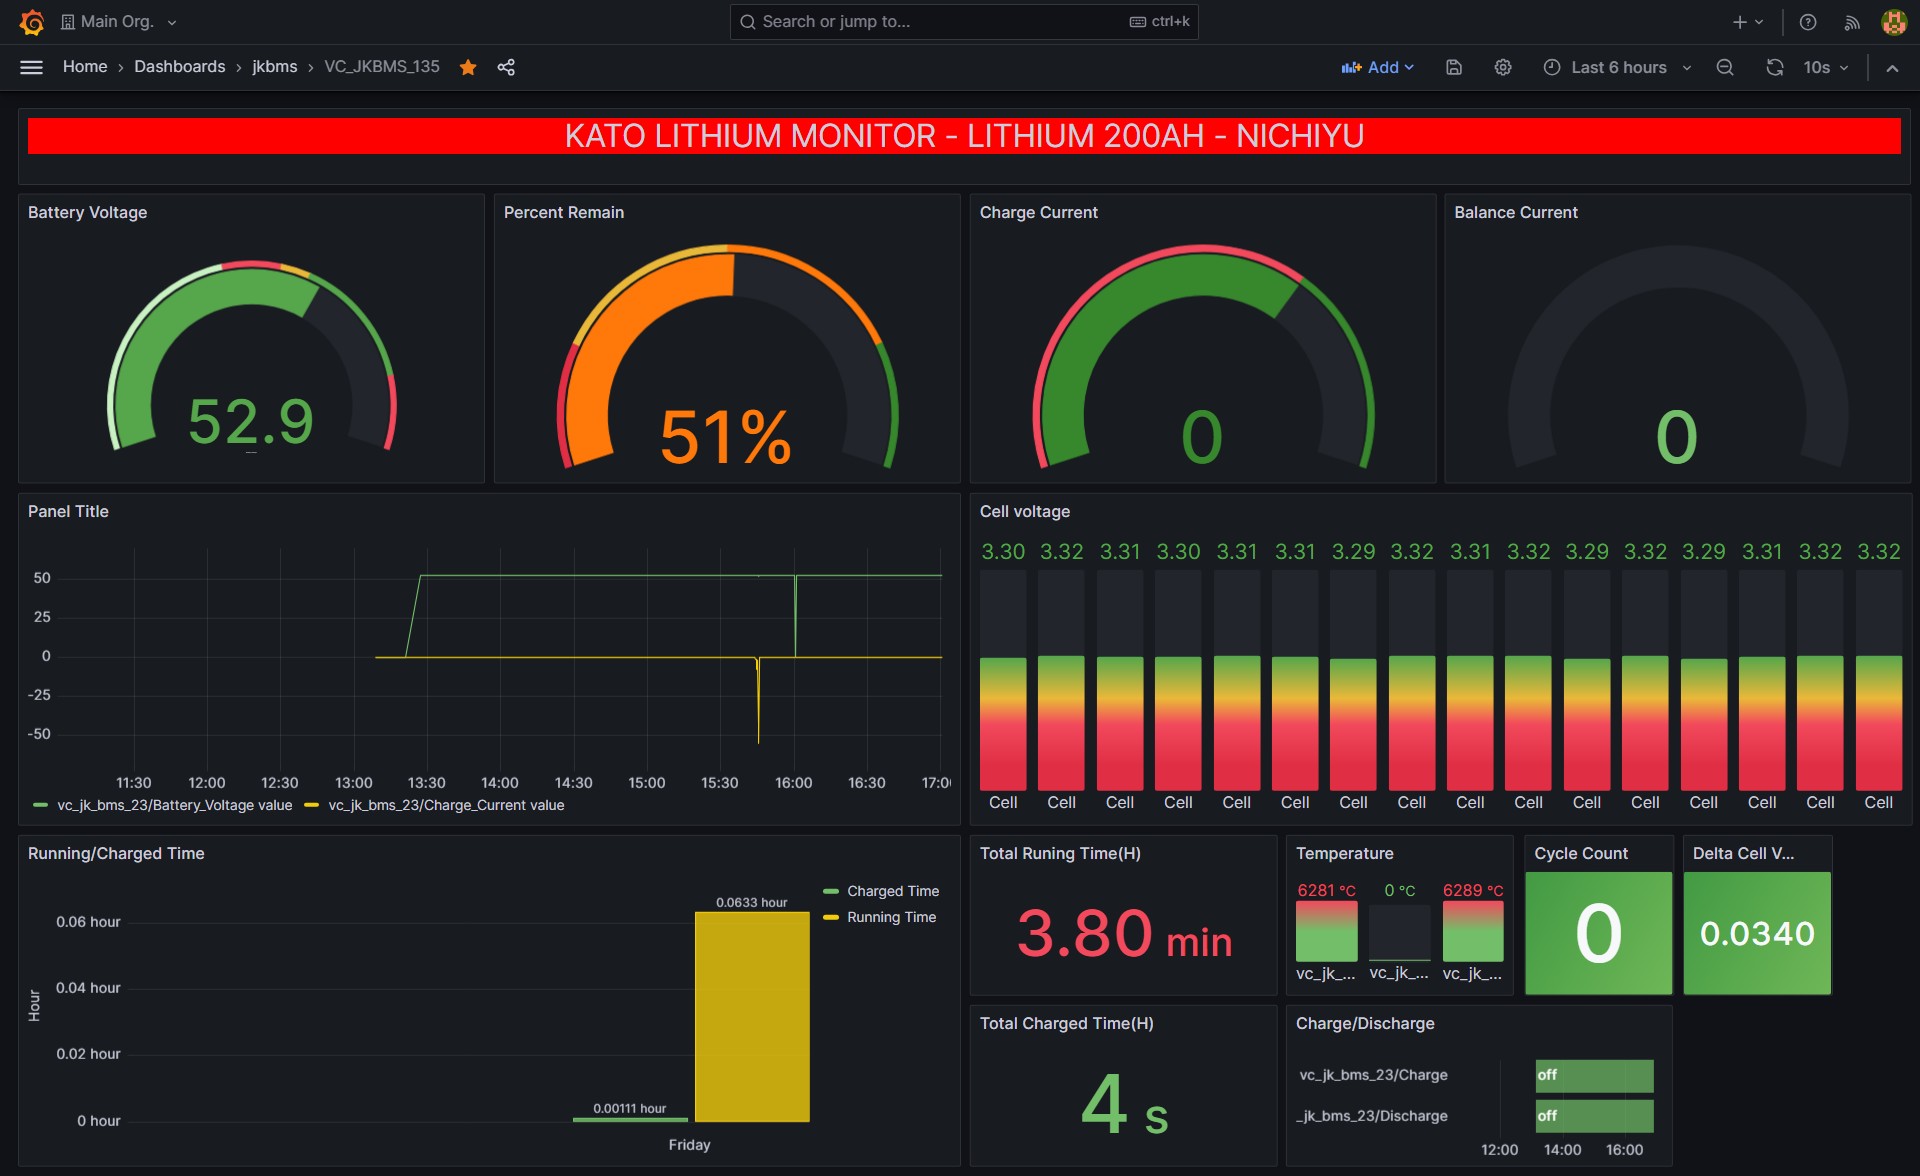 Main Org.
Search or jump to...
ctrl+k
Home › Dashboards › jkbms › VC_JKBMS_135
Add
Last 6 hours
10s
KATO LITHIUM MONITOR - LITHIUM 200AH - NICHIYU
Battery Voltage
52.9
Percent Remain
51%
Charge Current
0
Balance Current
0
Panel Title
50
25
0
-25
-50
11:30 12:00 12:30 13:00 13:30 14:00 14:30 15:00 15:30 16:00 16:30 17:0
vc_jk_bms_23/Battery_Voltage value vc_jk_bms_23/Charge_Current value
Cell voltage
3.30 3.32 3.31 3.30 3.31 3.31 3.29 3.32 3.31 3.32 3.29 3.32 3.29 3.31 3.32 3.32
Cell Cell Cell Cell Cell Cell Cell Cell Cell Cell Cell Cell Cell Cell Cell Cell
Running/Charged Time
Charged Time
Running Time
0.0633 hour
0.06 hour
0.04 hour
Hour
0.02 hour
0.00111 hour
0 hour
Friday
Total Runing Time(H)
3.80 min
Temperature
6281 °C 0 °C 6289 °C
vc_jk_... vc_jk_... vc_jk_...
Cycle Count
0
Delta Cell V...
0.0340
Total Charged Time(H)
4 s
Charge/Discharge
vc_jk_bms_23/Charge off
_jk_bms_23/Discharge off
12:00 14:00 16:00